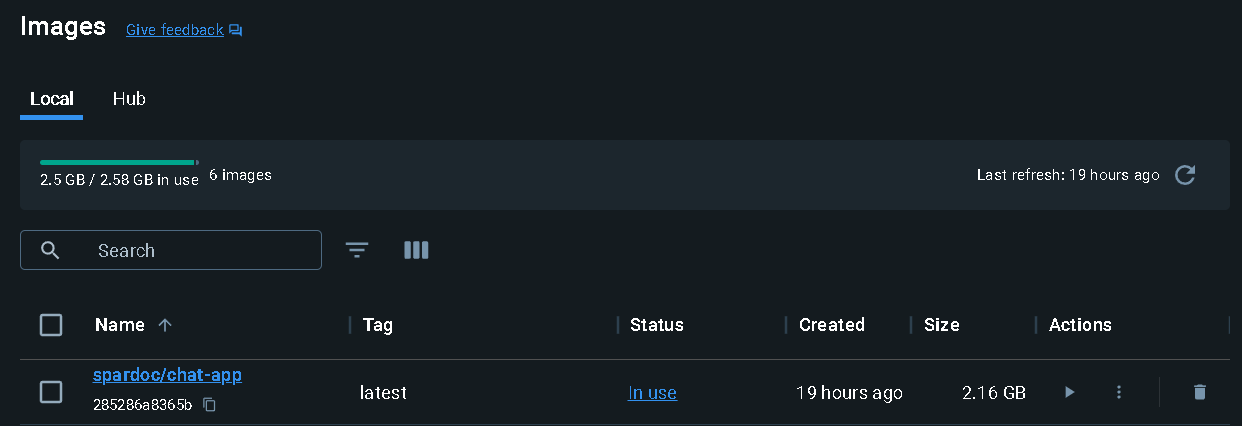 Images Give feedback
Local Hub
2.5 GB / 2.58 GB in use 6 images Last refresh: 19 hours ago
Search
Name Tag Status Created Size Actions
spardoc/chat-app
285286a8365b
latest In use 19 hours ago 2.16 GB